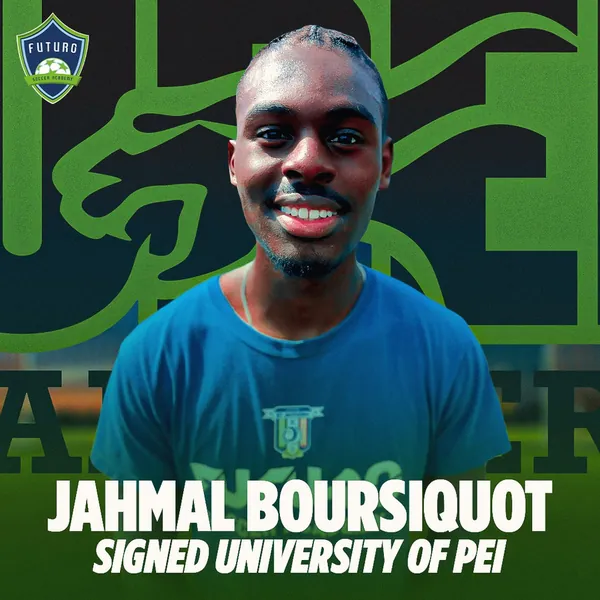 FUTURO
SOCCER ACADEMY
JAHMAL BOURSIQUOT
SIGNED UNIVERSITY OF PEI